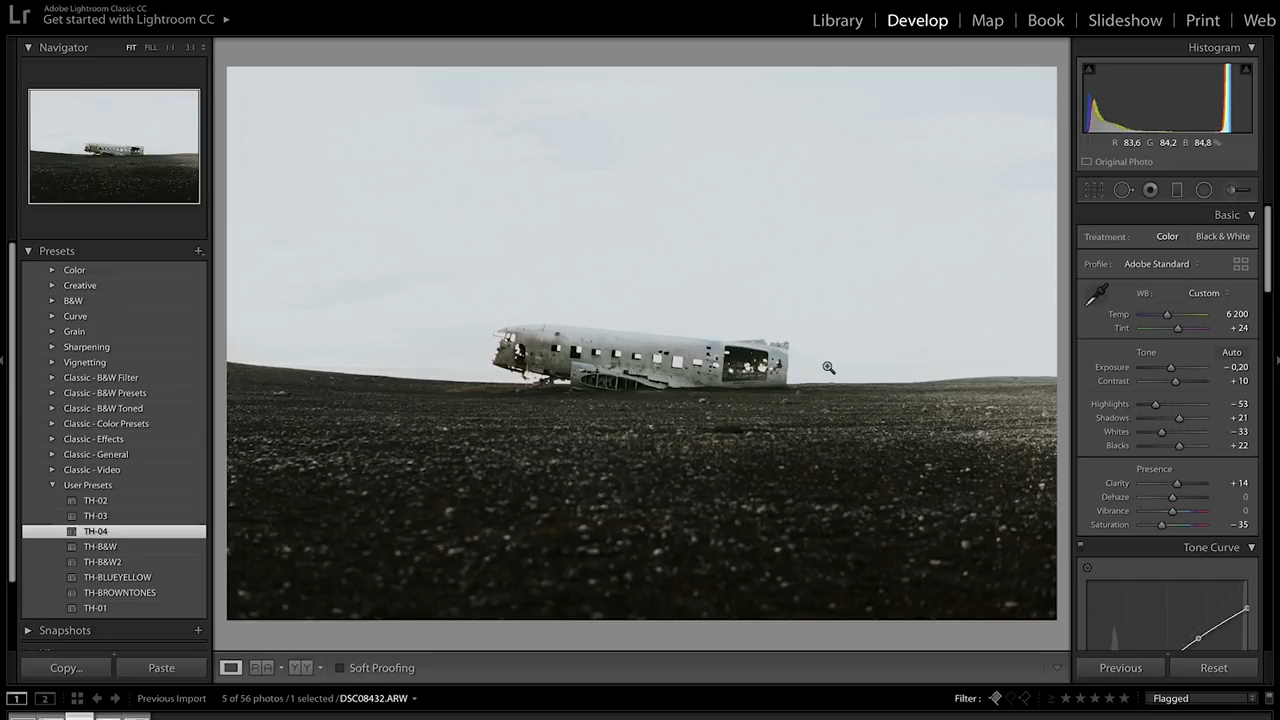 Adobe Lightroom Classic CC
Lr Get started with Lightroom CC
Library | Develop | Map | Book | Slideshow | Print | Web
Navigator FIT FILL 1:1 3:1
Presets +
Color
Creative
B&W
Curve
Grain
Sharpening
Vignetting
Classic - B&W Filter
Classic - B&W Presets
Classic - B&W Toned
Classic - Color Presets
Classic - Effects
Classic - General
Classic - Video
User Presets
TH-02
TH-03
TH-04
TH-B&W
TH-B&W2
TH-BLUEYELLOW
TH-BROWNTONES
TH-01
Snapshots +
Copy... Paste
Histogram
R 83,6 G 84,2 B 84,8 %
Original Photo
Basic
Treatment : Color Black & White
Profile : Adobe Standard
WB : Custom
Temp 6 200
Tint + 24
Tone Auto
Exposure − 0,20
Contrast + 10
Highlights − 53
Shadows + 21
Whites − 33
Blacks + 22
Presence
Clarity + 14
Dehaze 0
Vibrance 0
Saturation − 35
Tone Curve
Previous Reset
R A Y Y Soft Proofing
1 2 Previous Import 5 of 56 photos / 1 selected / DSC08432.ARW
Filter : ≥ ★ ★ ★ ★ ★ Flagged